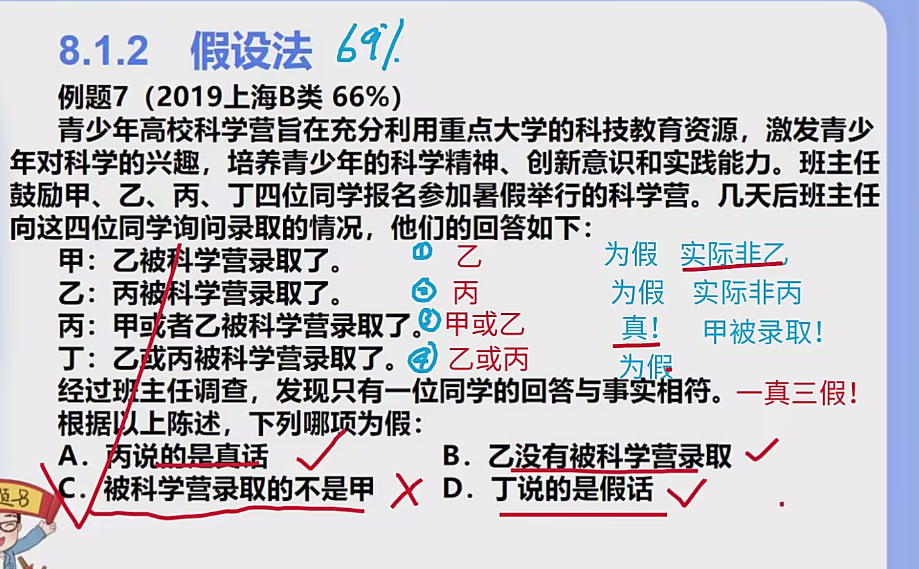 8.1.2 假设法 69%
例题7（2019上海B类 66%）
青少年高校科学营旨在充分利用重点大学的科技教育资源，激发青少
年对科学的兴趣，培养青少年的科学精神、创新意识和实践能力。班主任
鼓励甲、乙、丙、丁四位同学报名参加暑假举行的科学营。几天后班主任
向这四位同学询问录取的情况，他们的回答如下：
甲：乙被科学营录取了。 ① 乙 为假 实际非乙
乙：丙被科学营录取了。 ② 丙 为假 实际非丙
丙：甲或者乙被科学营录取了。 ③ 甲或乙 真！ 甲被录取！
丁：乙或丙被科学营录取了。 ④ 乙或丙 为假
经过班主任调查，发现只有一位同学的回答与事实相符。 一真三假！
根据以上陈述，下列哪项为假：
A．丙说的是真话 B．乙没有被科学营录取
C．被科学营录取的不是甲 D．丁说的是假话